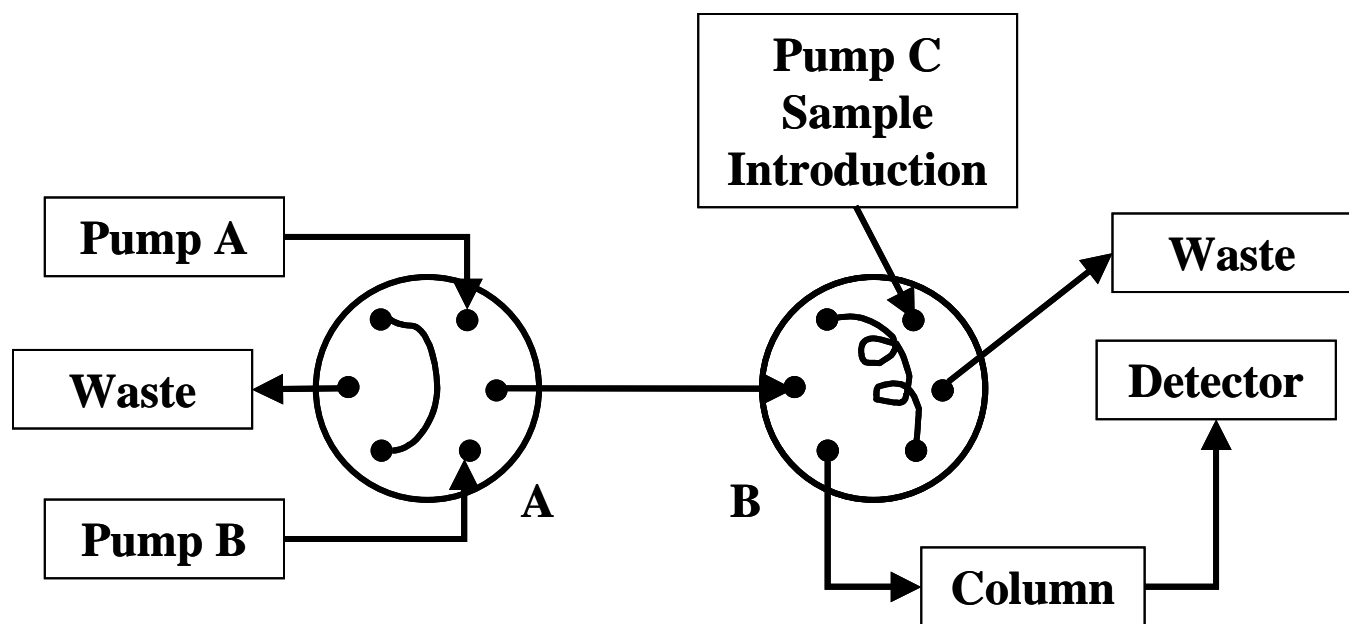 Pump C
Sample
Introduction
Pump A
Waste
Waste
Detector
Pump B
A
B
Column